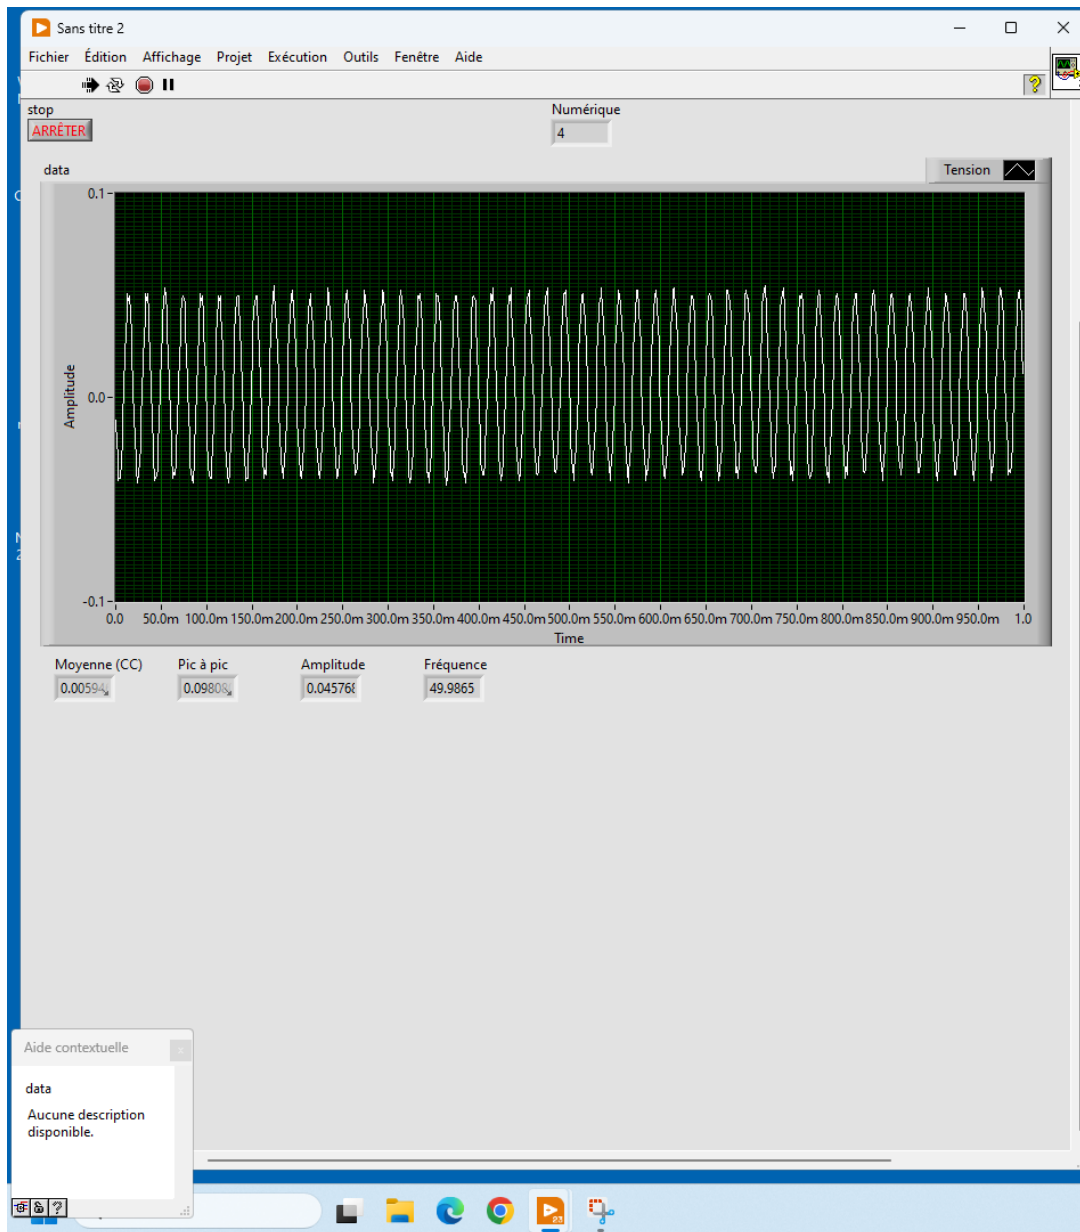 Sans titre 2
Fichier Édition Affichage Projet Exécution Outils Fenêtre Aide
stop
ARRÊTER
Numérique
4
data
Tension
0.1
0.0
-0.1
Amplitude
0.0 50.0m 100.0m 150.0m 200.0m 250.0m 300.0m 350.0m 400.0m 450.0m 500.0m 550.0m 600.0m 650.0m 700.0m 750.0m 800.0m 850.0m 900.0m 950.0m 1.0
Time
Moyenne (CC) Pic à pic Amplitude Fréquence
0.00594 0.09808 0.045768 49.9865
Aide contextuelle
x
data
Aucune description
disponible.
?
23